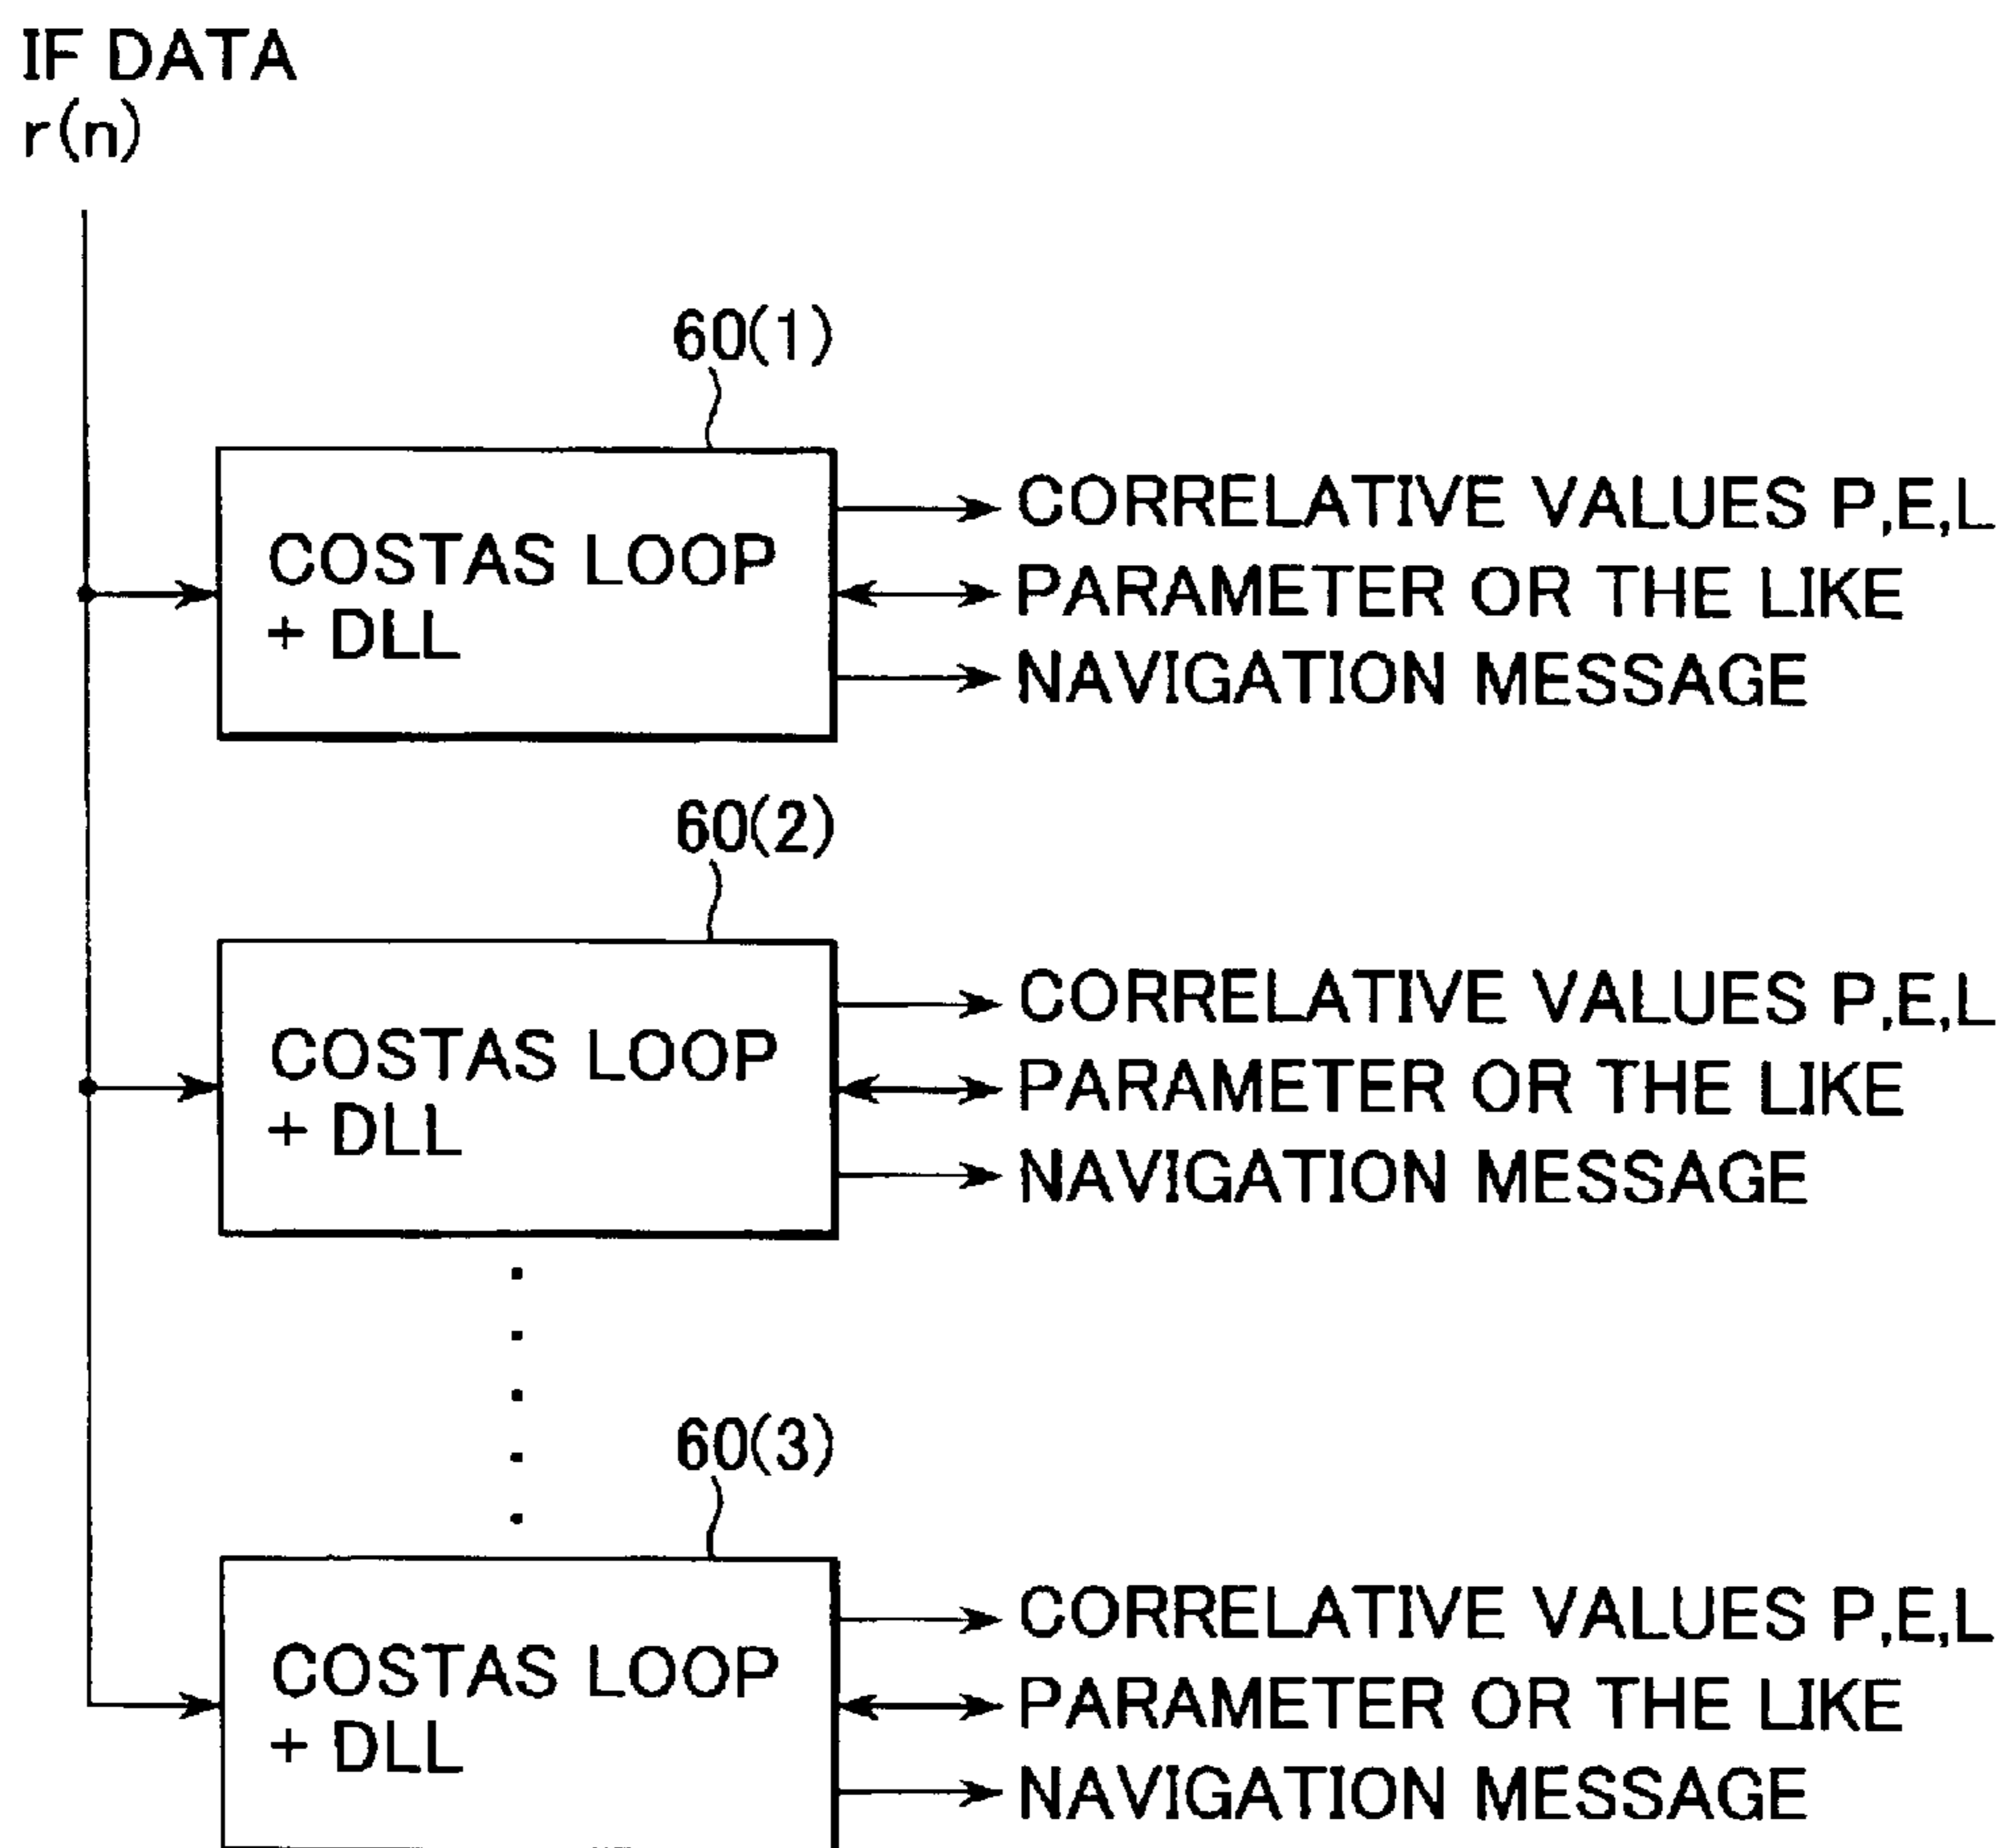 IF DATA
r(n)
60(1)
COSTAS LOOP
+ DLL
CORRELATIVE VALUES P,E,L
PARAMETER OR THE LIKE
NAVIGATION MESSAGE
60(2)
COSTAS LOOP
+ DLL
CORRELATIVE VALUES P,E,L
PARAMETER OR THE LIKE
NAVIGATION MESSAGE
60(3)
COSTAS LOOP
+ DLL
CORRELATIVE VALUES P,E,L
PARAMETER OR THE LIKE
NAVIGATION MESSAGE